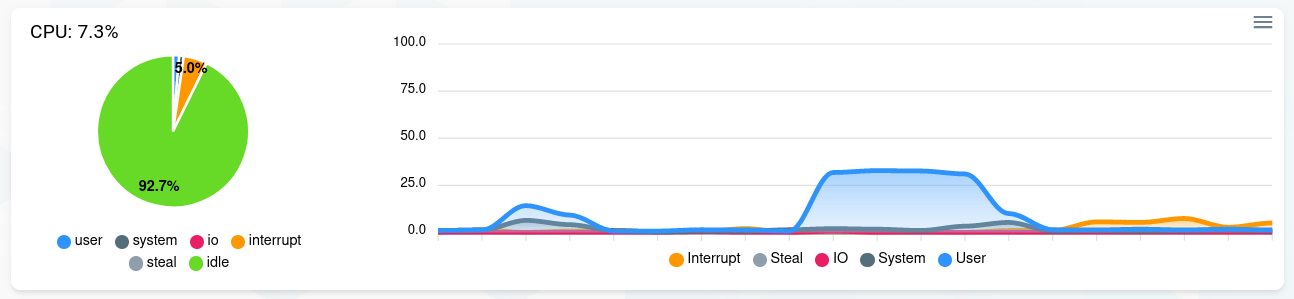 CPU: 7.3%
5.0%
92.7%
user system io interrupt
steal idle
100.0
75.0
50.0
25.0
0.0
Interrupt Steal IO System User